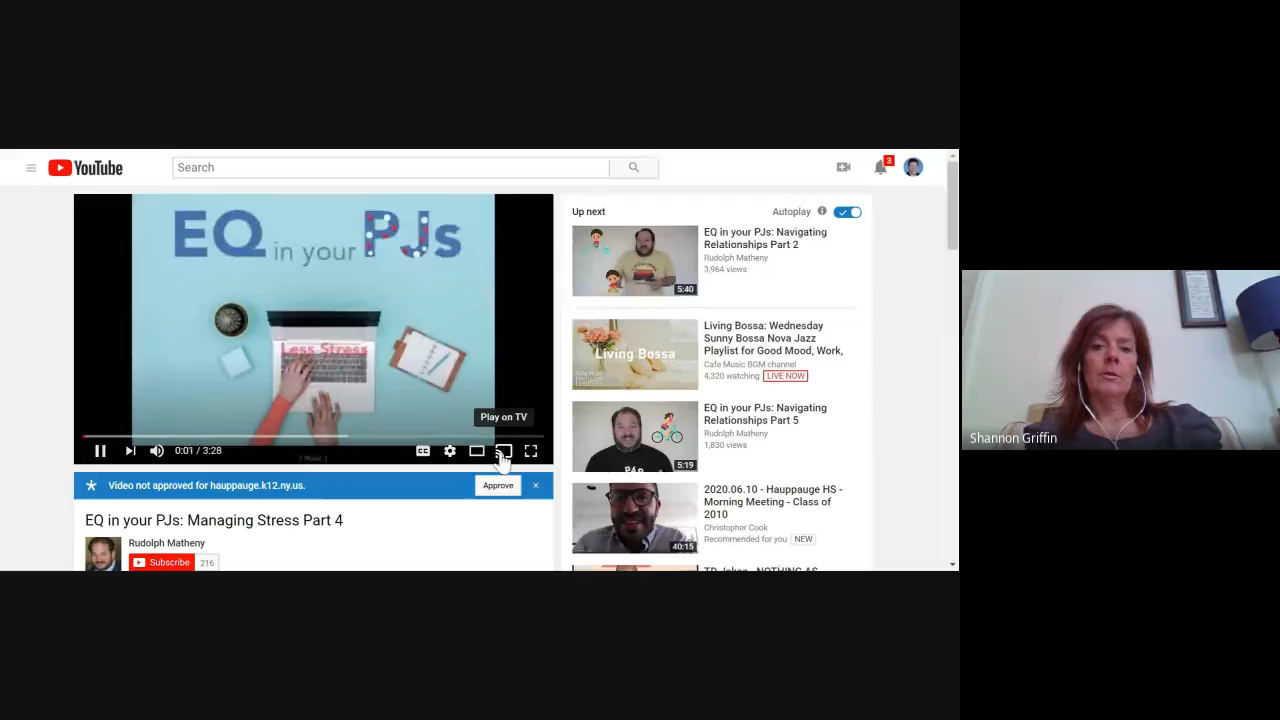 YouTube
Search
3
EQ in your PJs
Less Stress
Play on TV
0:01 / 3:28
[ Music ]
Video not approved for hauppauge.k12.ny.us.
Approve
EQ in your PJs: Managing Stress Part 4
Rudolph Matheny
Subscribe 216
Up next
Autoplay
EQ in your PJs: Navigating
Relationships Part 2
Rudolph Matheny
3,964 views
5:40
Living Bossa
Living Bossa: Wednesday
Sunny Bossa Nova Jazz
Playlist for Good Mood, Work,
Cafe Music BGM channel
4,320 watching LIVE NOW
EQ in your PJs: Navigating
Relationships Part 5
Rudolph Matheny
1,830 views
5:19
2020.06.10 - Hauppauge HS -
Morning Meeting - Class of
2010
Christopher Cook
Recommended for you NEW
40:15
Shannon Griffin